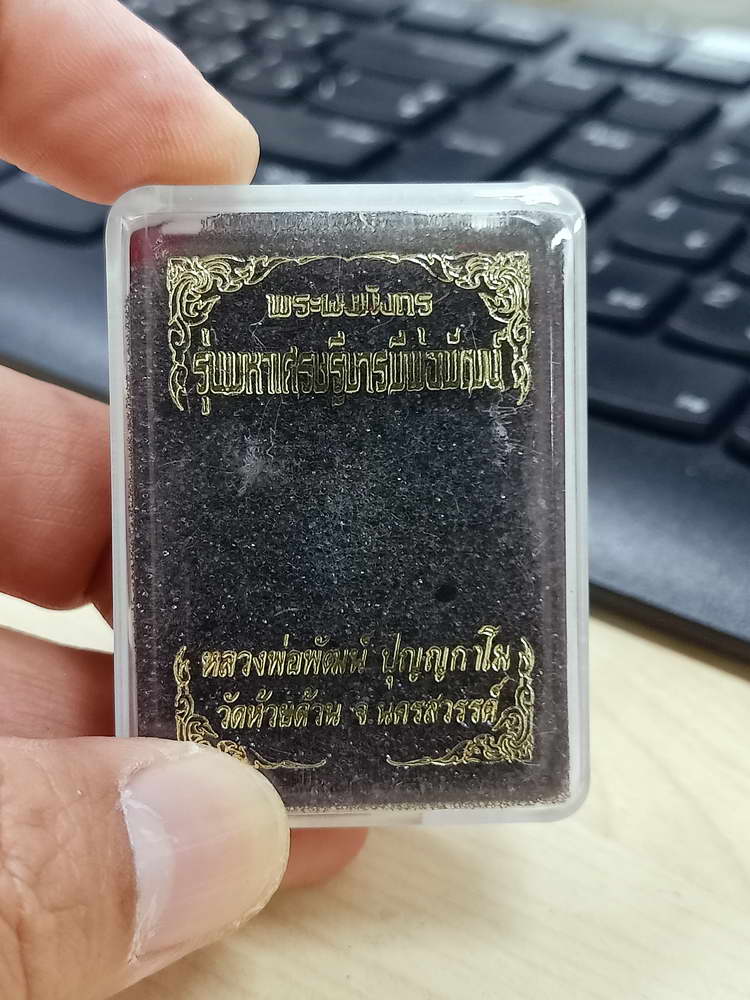 พระผงมังกร
รุ่นมหาเศรษฐีบารมีพ่อพัฒน์
หลวงพ่อพัฒน์ ปุญญกาโม
วัดห้วยด้วน จ.นครสวรรค์